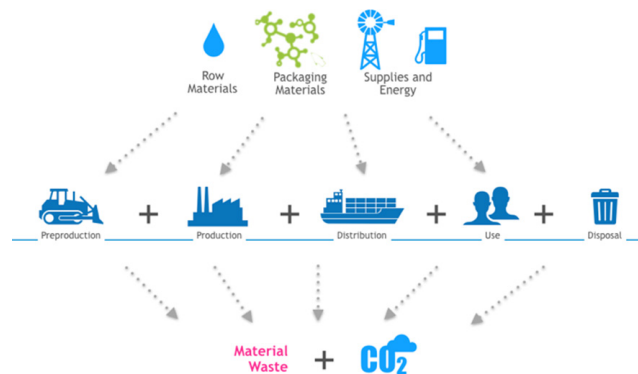 Row
Materials
Packaging
Materials
Supplies and
Energy
Preproduction
Production
Distribution
Use
Disposal
Material
Waste
CO2